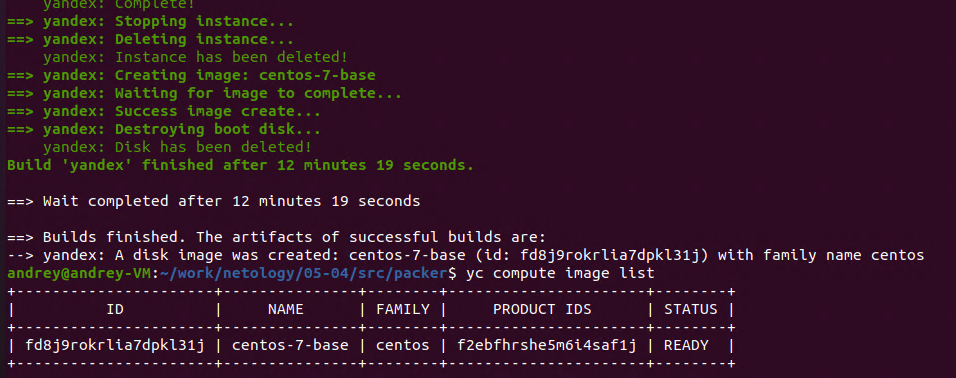 yandex: Complete!
==> yandex: Stopping instance...
==> yandex: Deleting instance...
    yandex: Instance has been deleted!
==> yandex: Creating image: centos-7-base
==> yandex: Waiting for image to complete...
==> yandex: Success image create...
==> yandex: Destroying boot disk...
    yandex: Disk has been deleted!
Build 'yandex' finished after 12 minutes 19 seconds.

==> Wait completed after 12 minutes 19 seconds

==> Builds finished. The artifacts of successful builds are:
--> yandex: A disk image was created: centos-7-base (id: fd8j9rokrlia7dpkl31j) with family name centos
andrey@andrey-VM:~/work/netology/05-04/src/packer$ yc compute image list
+----------------------+---------------+--------+----------------------+--------+
|          ID          |     NAME      | FAMILY |     PRODUCT IDS      | STATUS |
+----------------------+---------------+--------+----------------------+--------+
| fd8j9rokrlia7dpkl31j | centos-7-base | centos | f2ebfhrshe5m6i4saf1j | READY  |
+----------------------+---------------+--------+----------------------+--------+